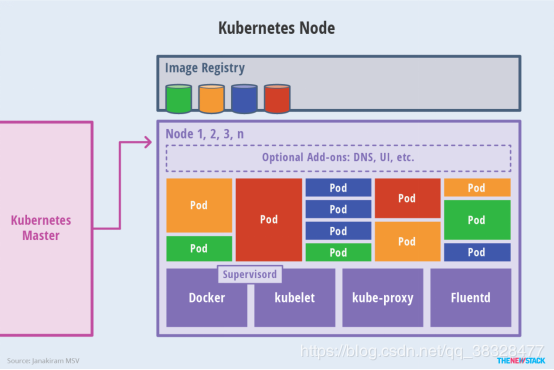 Kubernetes Node
Image Registry
Kubernetes
Master
Node 1, 2, 3, n
Optional Add-ons: DNS, UI, etc.
Pod
Pod
Pod
Pod
Pod
Pod
Pod
Pod
Pod
Pod
Pod
Pod
Supervisord
Docker
kubelet
kube-proxy
Fluentd
https://blog.csdn.net/qq_38328477
Source: Janakiram MSV
THENEWSTACK